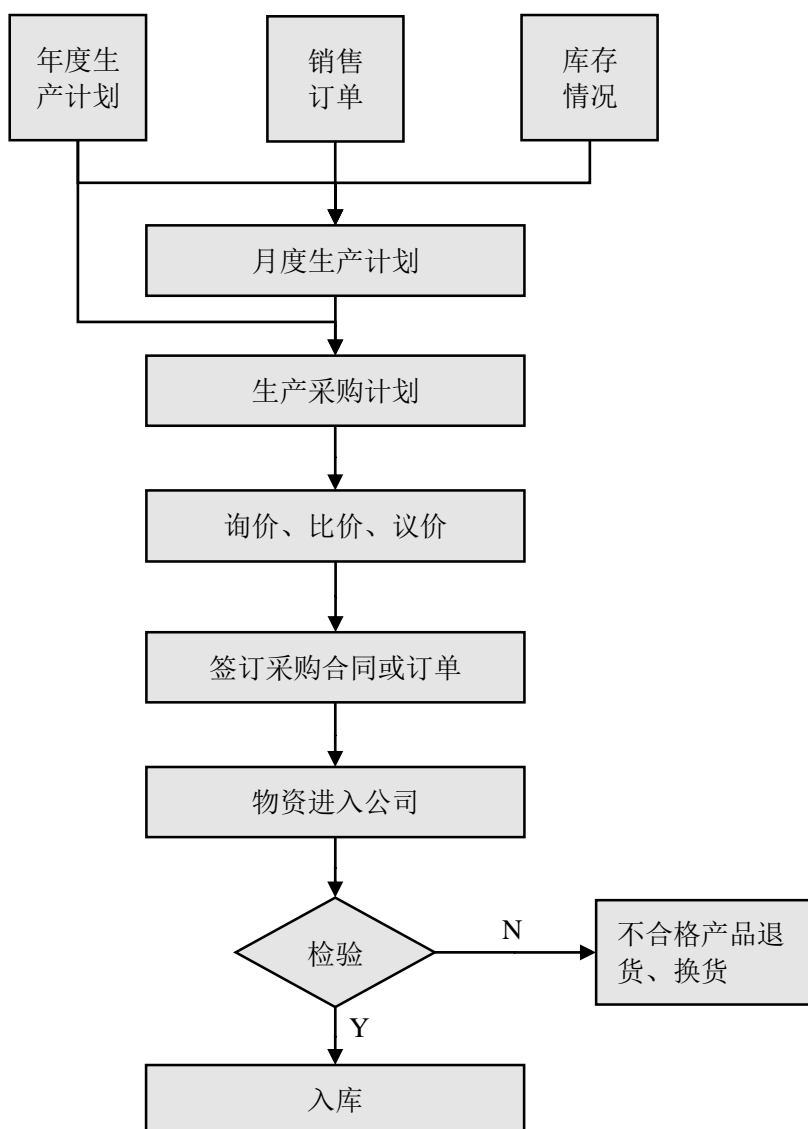 年度生
产计划
销售
订单
库存
情况
月度生产计划
生产采购计划
询价、比价、议价
签订采购合同或订单
物资进入公司
检验
N
不合格产品退
货、换货
Y
入库